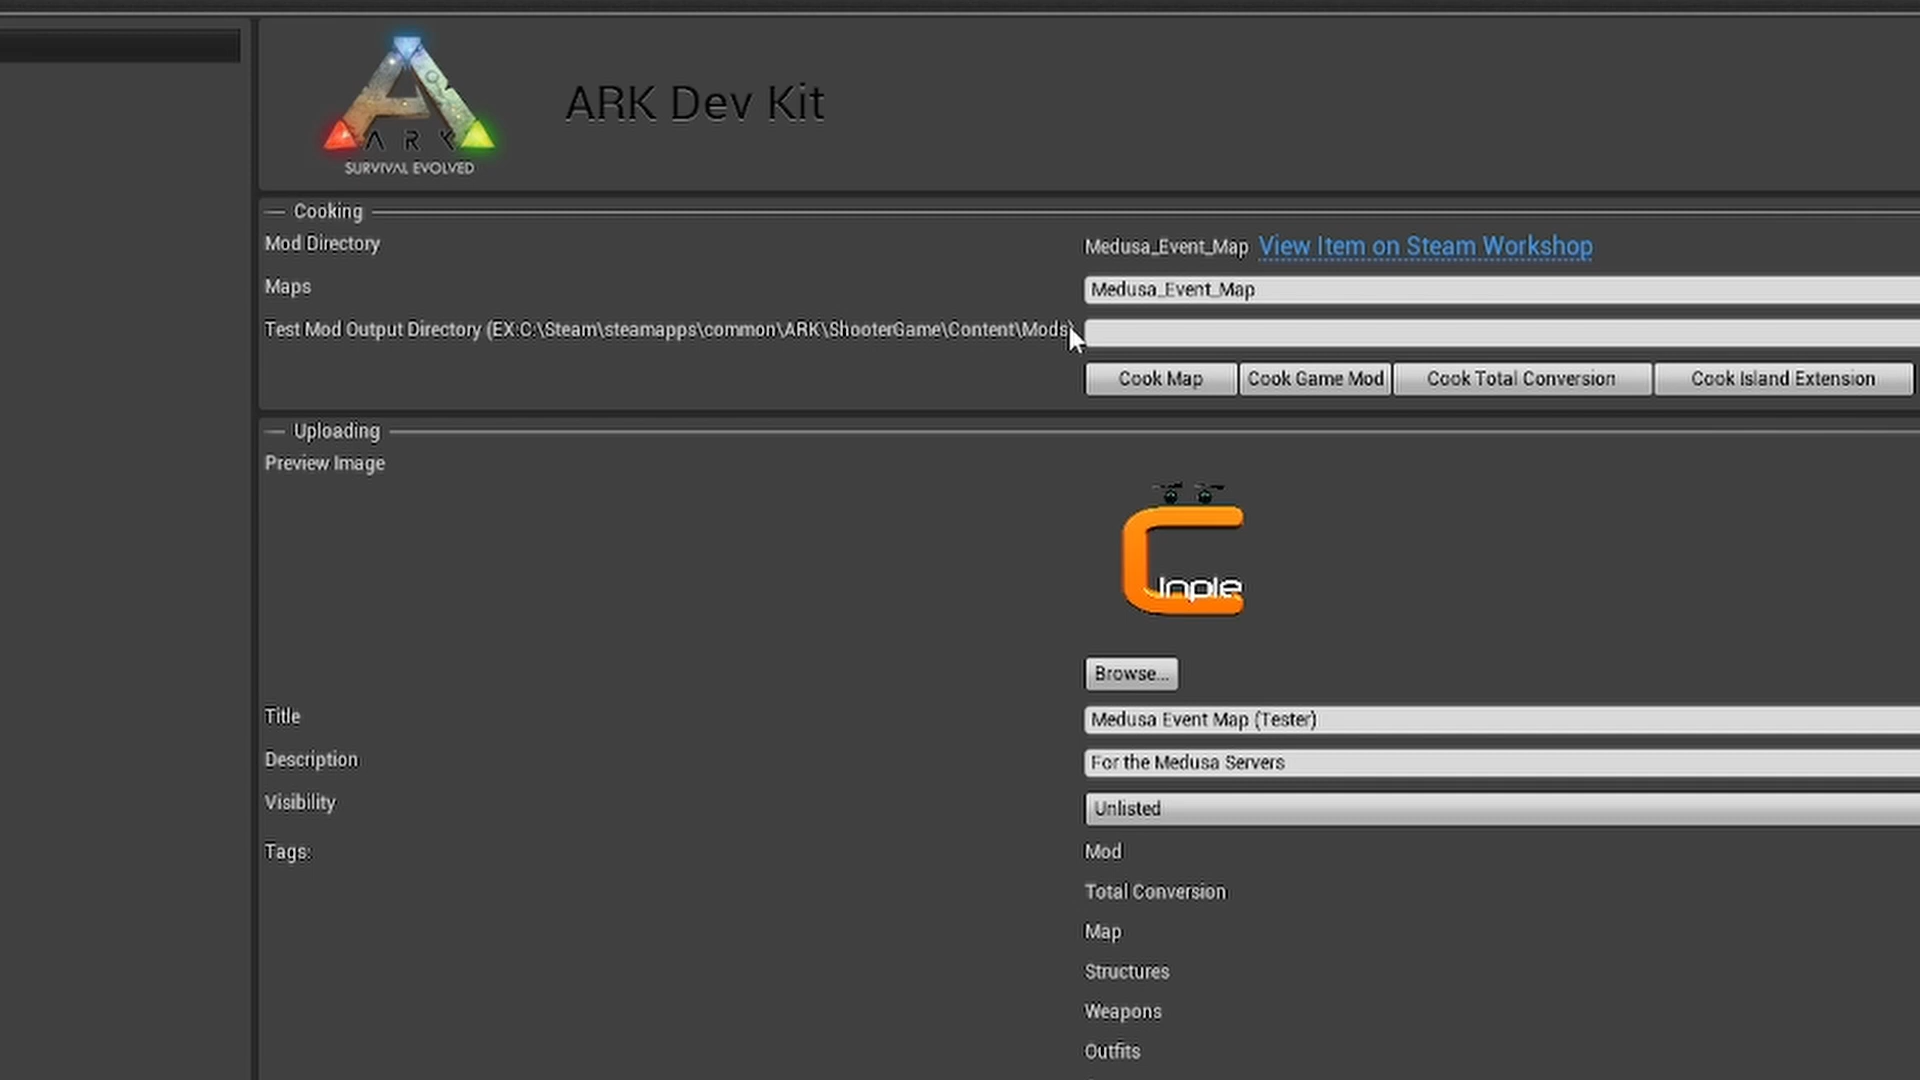 ARK Dev Kit
ARK
SURVIVAL EVOLVED
Cooking
Mod Directory
Medusa_Event_Map View Item on Steam Workshop
Maps
Medusa_Event_Map
Test Mod Output Directory (EX:C:\Steam\steamapps\common\ARK\ShooterGame\Content\Mods)
Cook Map
Cook Game Mod
Cook Total Conversion
Cook Island Extension
Uploading
Preview Image
Cinple
Browse...
Title
Medusa Event Map (Tester)
Description
For the Medusa Servers
Visibility
Unlisted
Tags:
Mod
Total Conversion
Map
Structures
Weapons
Outfits